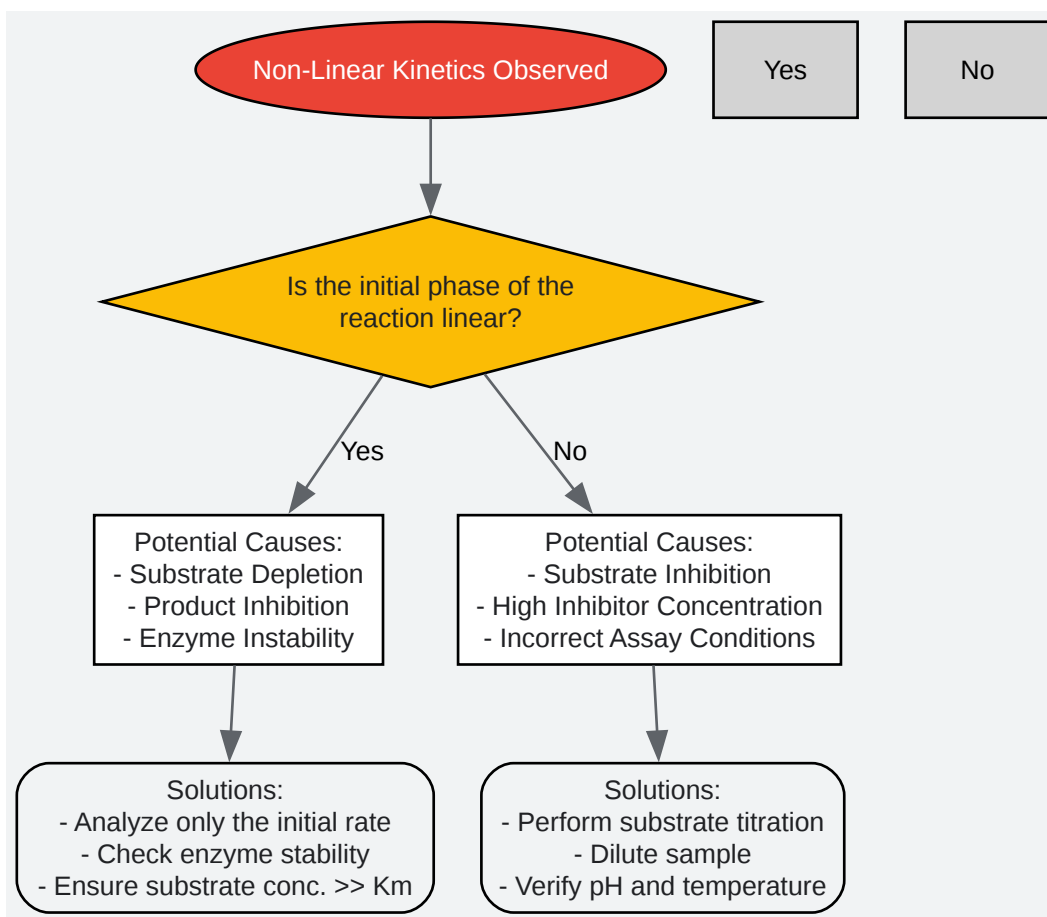 Non-Linear Kinetics Observed
Yes
No
Is the initial phase of the
reaction linear?
Yes
No
Potential Causes:
- Substrate Depletion
- Product Inhibition
- Enzyme Instability
Potential Causes:
- Substrate Inhibition
- High Inhibitor Concentration
- Incorrect Assay Conditions
Solutions:
- Analyze only the initial rate
- Check enzyme stability
- Ensure substrate conc. >> Km
Solutions:
- Perform substrate titration
- Dilute sample
- Verify pH and temperature